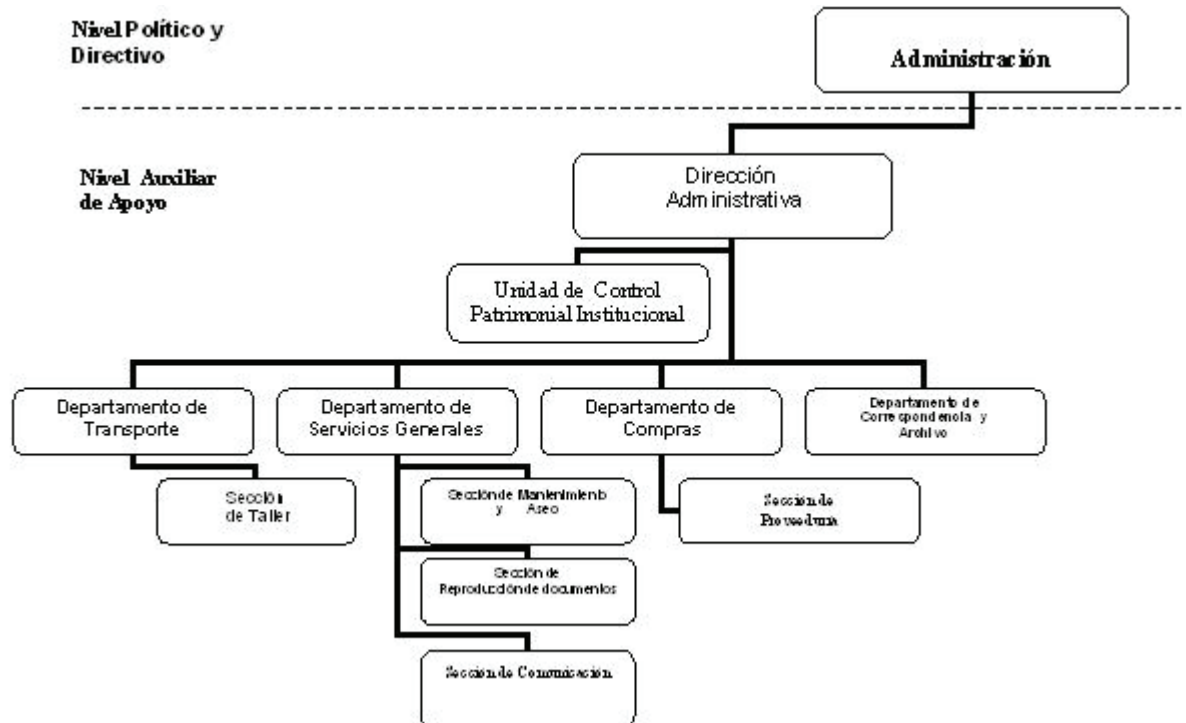 Nivel Político y
Directivo
Administración
Nivel Auxiliar
de Apoyo
Dirección
Administrativa
Unidad de Control
Patrimonial Institucional
Departamento de
Transporte
Departamento de
Servicios Generales
Departamento de
Compras
Departamento de
Correspondencia y
Archivo
Sección
de Taller
Sección de Mantenimiento
y Aseo
Sección de
Proveeduria
Sección de
Reproducción de documentos
Sección de Comunicación